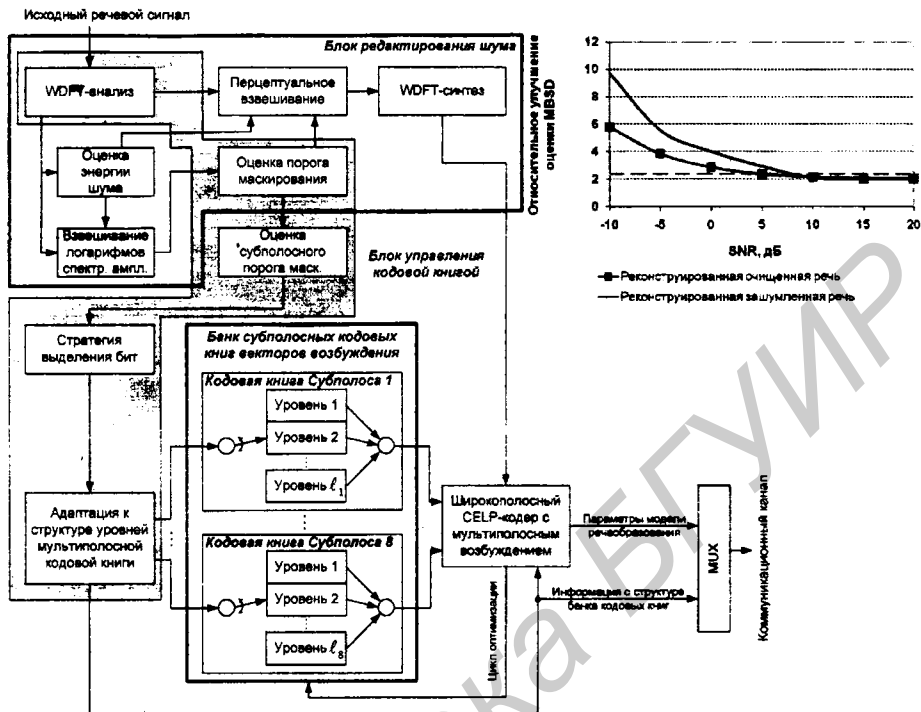 Исходный речевой сигнал
Блок редактирования шума
WDFT-анализ
Перцептуальное
взвешивание
WDFT-синтез
Оценка
энергии
шума
Оценка порога
маскирования
Взвешивание
логарифмов
спектр. ампл.
Оценка
субполосного
порога маск.
Блок управления
кодовой книгой
Относительное улучшение
оценки MBSD
12
10
8
6
4
2
0
-10
-5
0
5
10
15
20
SNR, дБ
Реконструированная очищенная речь
Реконструированная зашумленная речь
Стратегия
выделения бит
Банк субполосных кодовых
книг векторов возбуждения
Кодовая книга Субполоса 1
Уровень 1
Уровень 2
Уровень ℓ1
Адаптация к
структуре уровней
мультиполосной
кодовой книги
Кодовая книга Субполоса 8
Уровень 1
Уровень 2
Уровень ℓ8
Широкополосный
CELP-кодер с
мультиполосным
возбуждением
Цикл оптимизации
Параметры модели
речеобразования
Информация с структуре
банка кодовых книг
MUX
Коммуникационный канал
ка БГУИР